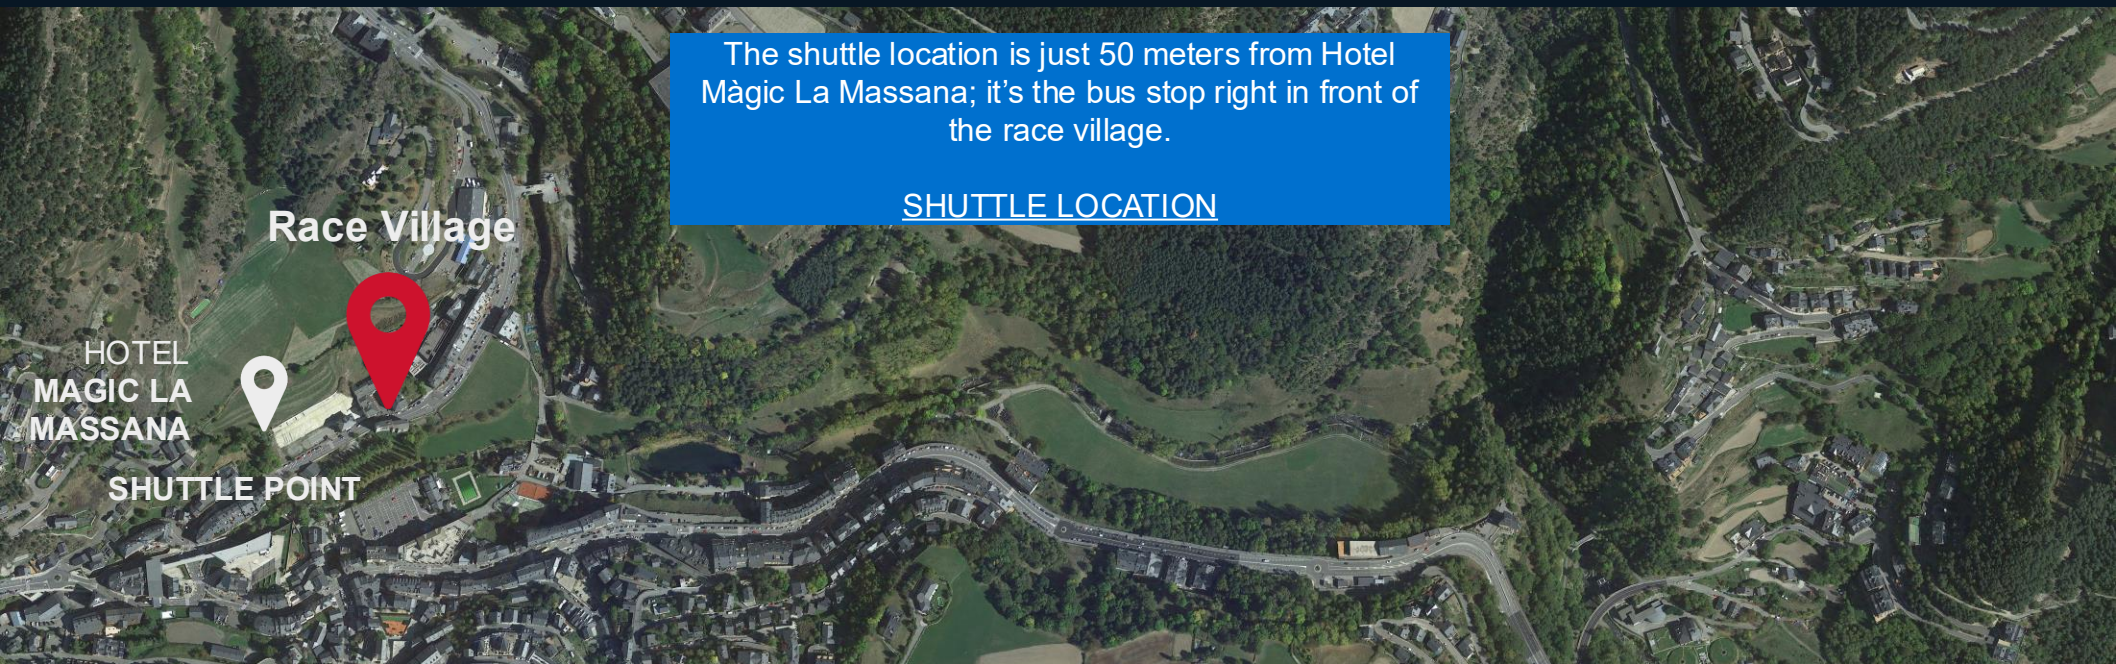 The shuttle location is just 50 meters from Hotel
Màgic La Massana; it’s the bus stop right in front of
the race village.
SHUTTLE LOCATION
Race Village
HOTEL
MAGIC LA
MASSANA
SHUTTLE POINT